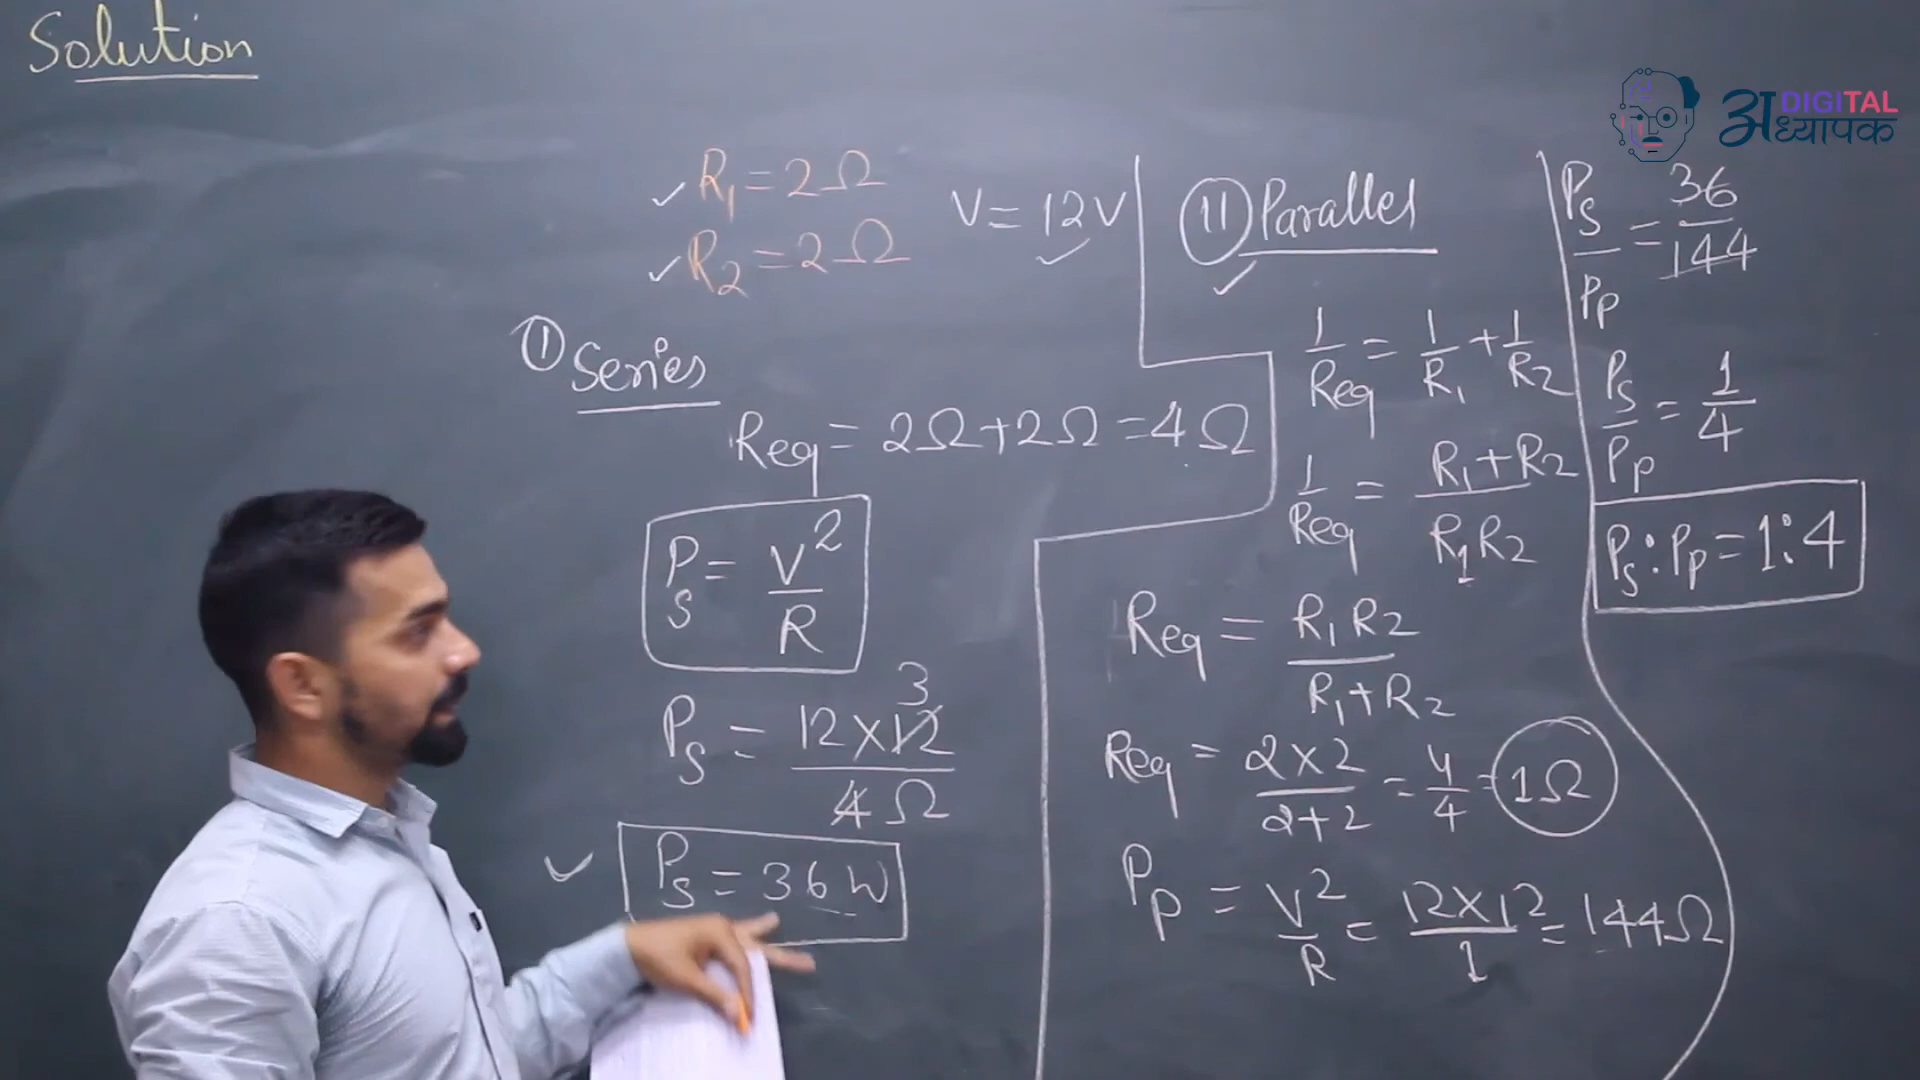 Solution
DIGITAL
अध्यापक
R₁ = 2Ω
R₂ = 2Ω
V = 12V
① Series
Req = 2Ω + 2Ω = 4Ω
Ps = V²/R
Ps = 12 × 12/4Ω
3
Ps = 36 W
⑪ Parallel
1/Req = 1/R₁ + 1/R₂
1/Req = R₁ + R₂/R₁R₂
Req = R₁R₂/R₁ + R₂
Req = 2 × 2/2 + 2 = 4/4 = 1Ω
Pp = V²/R = 12 × 12/1 = 144Ω
Ps/Pp = 36/144
Ps/Pp = 1/4
Ps : Pp = 1 : 4